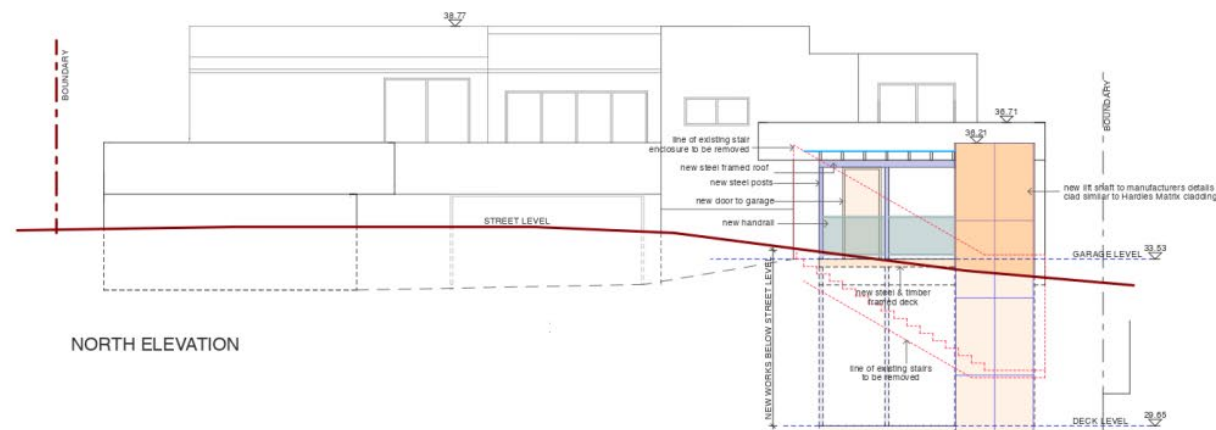 38.77
BOUNDARY
BOUNDARY
36.71
36.21
line of existing stair
enclosure to be removed
new steel framed roof
new steel posts
new door to garage
new handrail
new lift shaft to manufacturers details
clad similar to Hardies Matrix cladding
STREET LEVEL
GARAGE LEVEL
33.53
new steel & timber
framed deck
NEW WORKS BELOW STREET LEVEL
NORTH ELEVATION
line of existing stairs
to be removed
DECK LEVEL
29.65